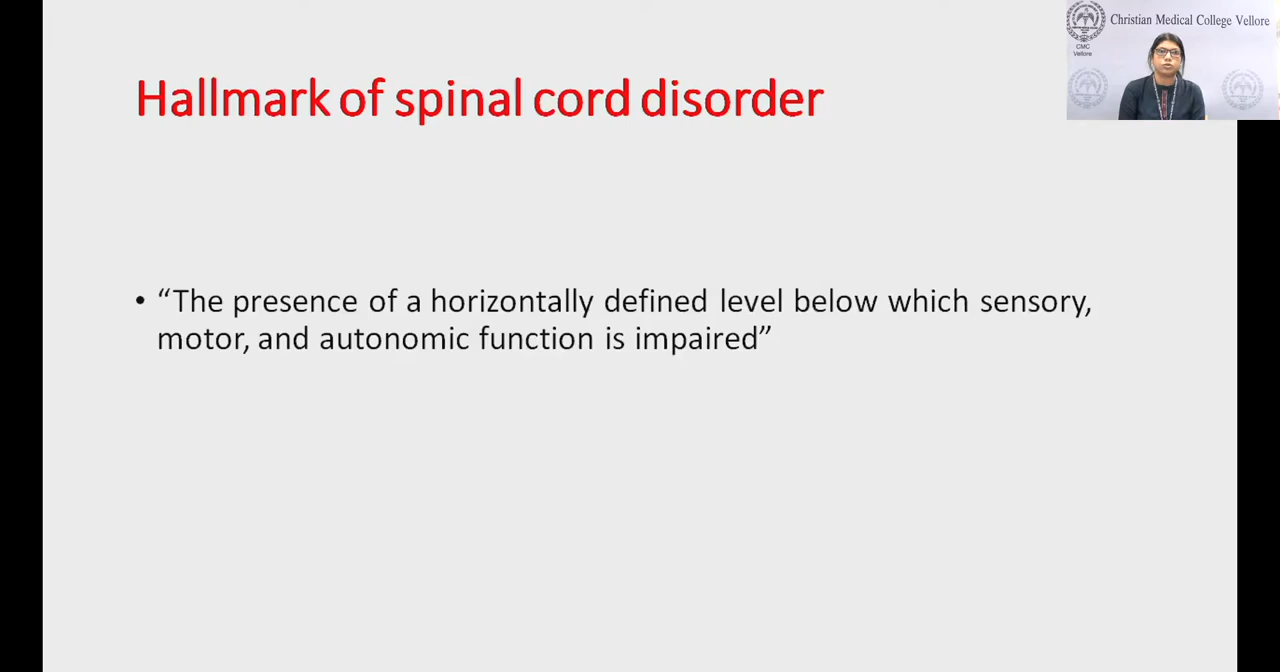 Hallmark of spinal cord disorder
Christian Medical College Vellore
CMC
Vellore
• “The presence of a horizontally defined level below which sensory,
motor, and autonomic function is impaired”